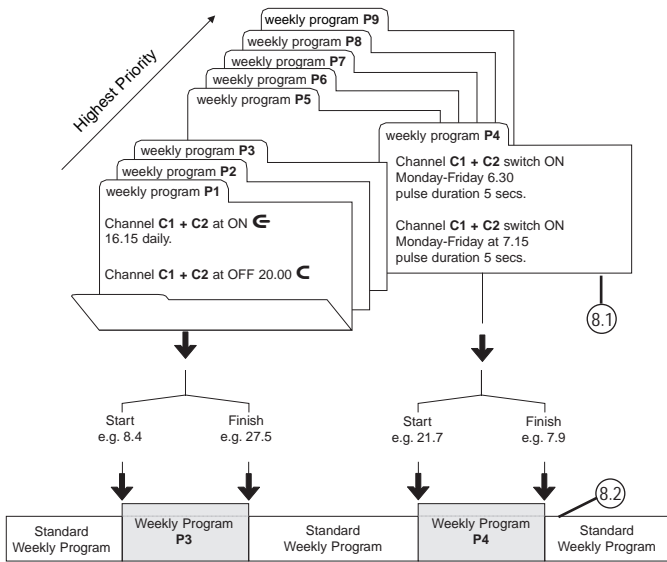 weekly program P9
weekly program P8
weekly program P7
weekly program P6
weekly program P5
Highest Priority
weekly program P3
weekly program P2
weekly program P1
Channel C1 + C2 at ON
16.15 daily.
Channel C1 + C2 at OFF 20.00
weekly program P4
Channel C1 + C2 switch ON
Monday-Friday 6.30
pulse duration 5 secs.
Channel C1 + C2 switch ON
Monday-Friday at 7.15
pulse duration 5 secs.
8.1
Start
e.g. 8.4
Finish
e.g. 27.5
Start
e.g. 21.7
Finish
e.g. 7.9
8.2
Standard
Weekly Program
Weekly Program
P3
Standard
Weekly Program
Weekly Program
P4
Standard
Weekly Program